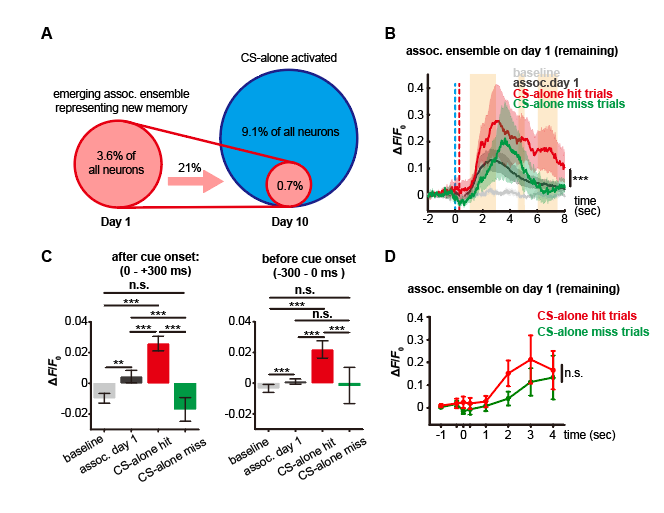 A
CS-alone activated
emerging assoc. ensemble
representing new memory
9.1% of all neurons
3.6% of
all neurons
21%
0.7%
Day 1
Day 10
B
assoc. ensemble on day 1 (remaining)
baseline
assoc.day 1
CS-alone hit trials
CS-alone miss trials
ΔF/F0
0.4
0.3
0.2
0.1
0
-2
0
2
4
6
8
time
(sec)
***
C
after cue onset:
(0 - +300 ms)
n.s.
***
***
***
***
**
ΔF/F0
0.04
0.02
0
-0.02
baseline
assoc. day 1
CS-alone hit
CS-alone miss
before cue onset
(-300 - 0 ms )
n.s.
***
n.s.
***
***
***
0.04
0.02
0
-0.02
baseline
assoc. day 1
CS-alone hit
CS-alone miss
D
assoc. ensemble on day 1 (remaining)
CS-alone hit trials
CS-alone miss trials
ΔF/F0
0.4
0.3
0.2
0.1
0
-1
0
1
2
3
4
time (sec)
n.s.